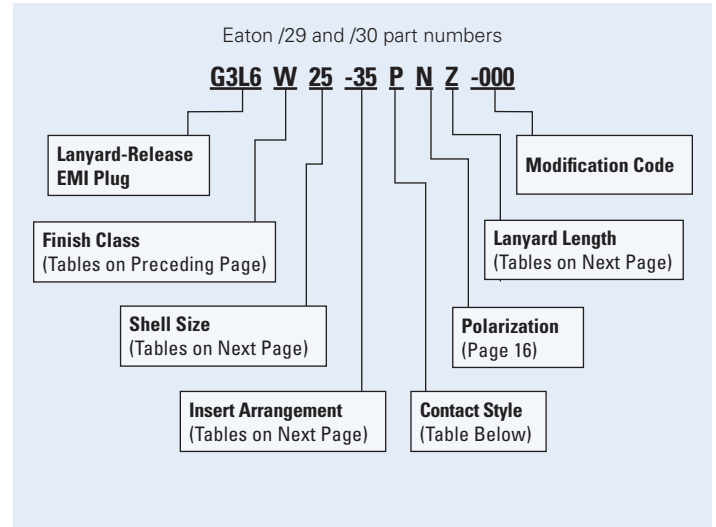 Eaton /29 and /30 part numbers
G3L6 W 25 -35 P N Z -000
Lanyard-Release
EMI Plug
Modification Code
Finish Class
(Tables on Preceding Page)
Lanyard Length
(Tables on Next Page)
Shell Size
(Tables on Next Page)
Polarization
(Page 16)
Insert Arrangement
(Tables on Next Page)
Contact Style
(Table Below)